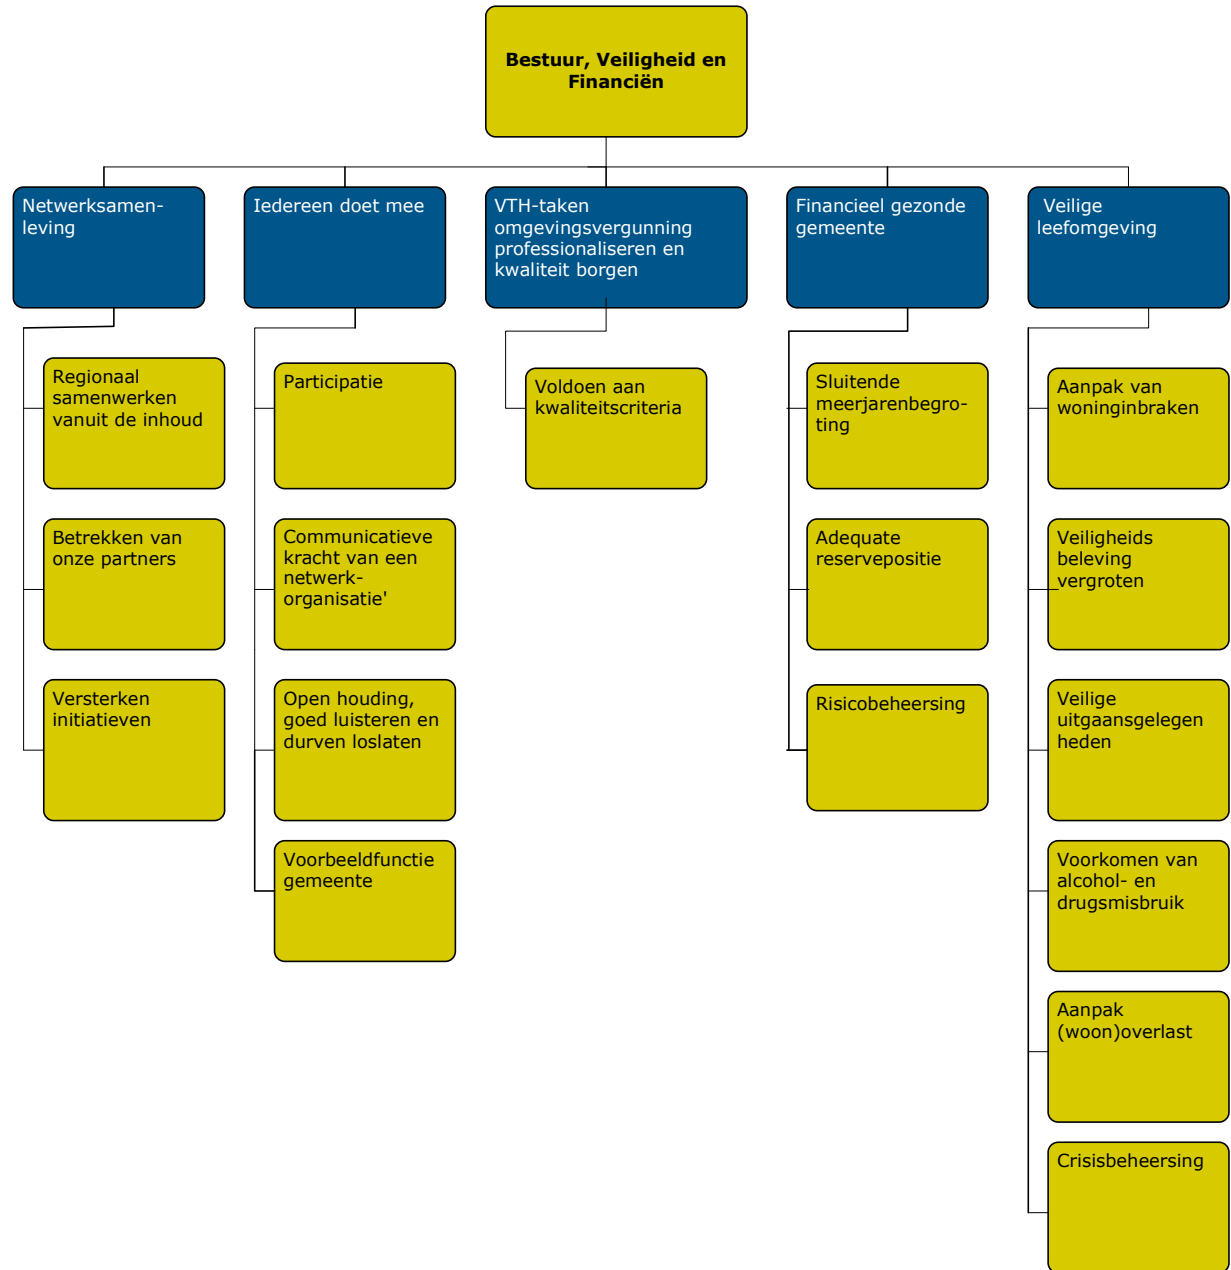 Bestuur, Veiligheid en
Financiën
Netwerksamen-
leving
Iedereen doet mee
VTH-taken
omgevingsvergunning
professionaliseren en
kwaliteit borgen
Financieel gezonde
gemeente
Veilige
leefomgeving
Regionaal
samenwerken
vanuit de inhoud
Betrekken van
onze partners
Versterken
initiatieven
Participatie
Communicatieve
kracht van een
netwerk-
organisatie'
Open houding,
goed luisteren en
durven loslaten
Voorbeeldfunctie
gemeente
Voldoen aan
kwaliteitscriteria
Sluitende
meerjarenbegro-
ting
Adequate
reservepositie
Risicobeheersing
Aanpak van
woninginbraken
Veiligheids
beleving
vergroten
Veilige
uitgaansgelegen
heden
Voorkomen van
alcohol- en
drugsmisbruik
Aanpak
(woon)overlast
Crisisbeheersing